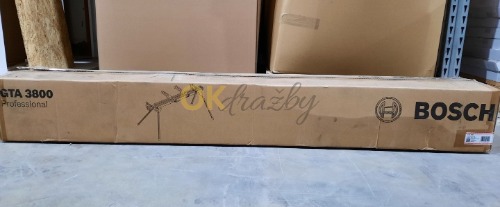 GTA 3800
Professional
OKdražby
BOSCH